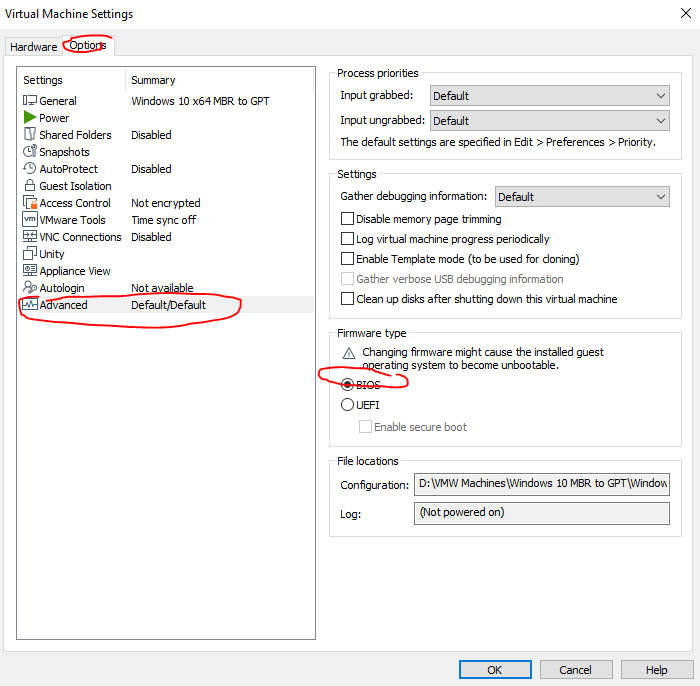 Virtual Machine Settings
Hardware Options
Settings Summary
General Windows 10 x64 MBR to GPT
Power
Shared Folders Disabled
Snapshots
AutoProtect Disabled
Guest Isolation
Access Control Not encrypted
vm VMware Tools Time sync off
VNC Connections Disabled
Unity
Appliance View
Autologin Not available
Advanced Default/Default
Process priorities
Input grabbed: Default
Input ungrabbed: Default
The default settings are specified in Edit > Preferences > Priority.
Settings
Gather debugging information: Default
Disable memory page trimming
Log virtual machine progress periodically
Enable Template mode (to be used for cloning)
Gather verbose USB debugging information
Clean up disks after shutting down this virtual machine
Firmware type
Changing firmware might cause the installed guest
operating system to become unbootable.
BIOS
UEFI
Enable secure boot
File locations
Configuration: D:\VMW Machines\Windows 10 MBR to GPT\Window
Log: (Not powered on)
OK Cancel Help